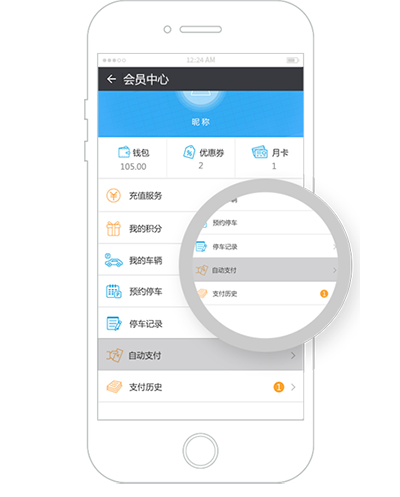 12:24 AM
会员中心
昵称
钱包
优惠券
月卡
105.00
2
1
充值服务
我的积分
我的车辆
预约停车
停车记录
自动支付
支付历史
1
预约停车
停车记录
自动支付
支付历史
1